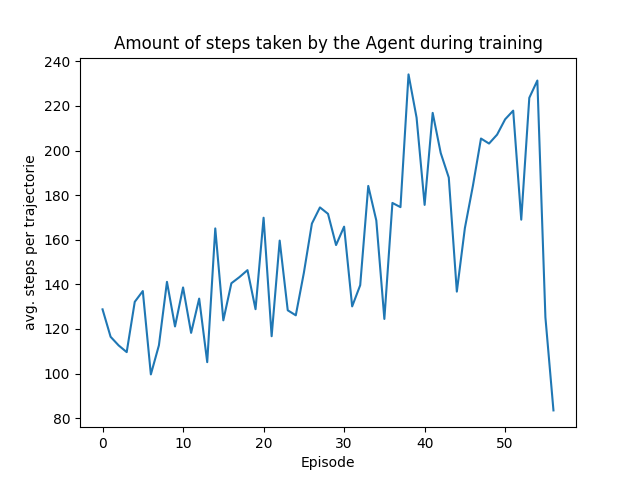 Amount of steps taken by the Agent during training
240
220
200
180
160
140
120
100
80
avg. steps per trajectorie
0 10 20 30 40 50
Episode